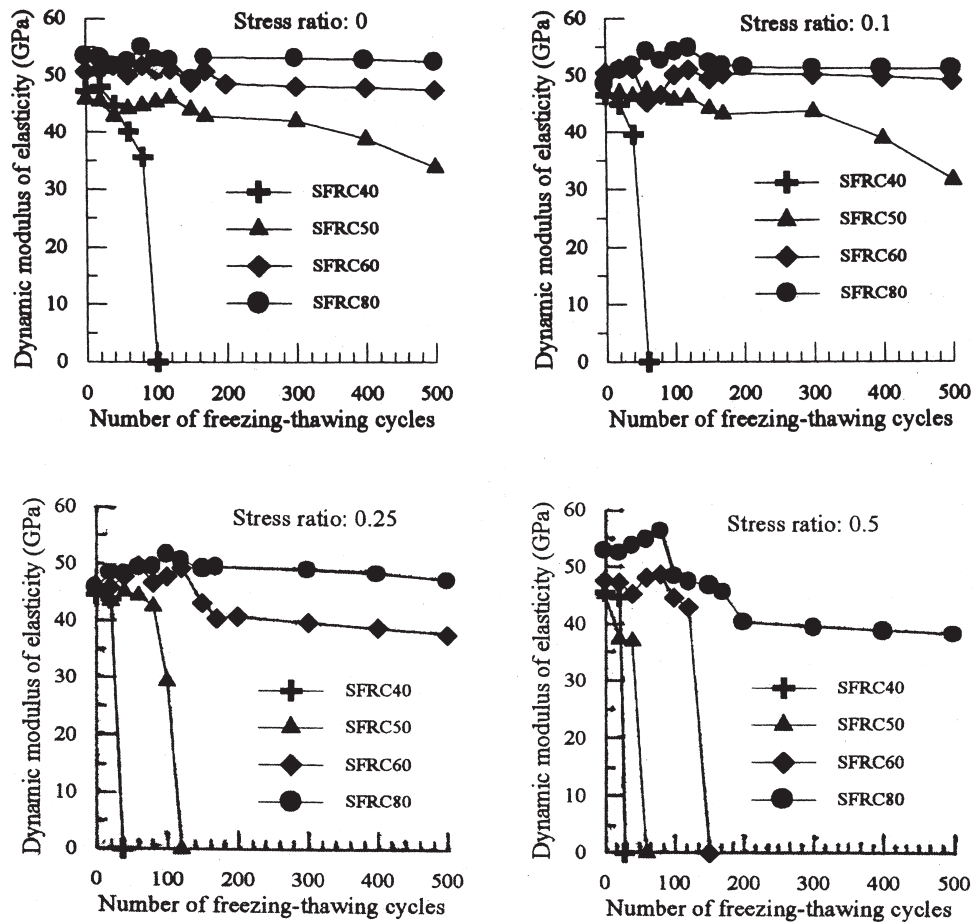 Stress ratio: 0
Dynamic modulus of elasticity (GPa)
60
50
40
30
20
10
0
SFRC40
SFRC50
SFRC60
SFRC80
0 100 200 300 400 500
Number of freezing-thawing cycles
Stress ratio: 0.1
Dynamic modulus of elasticity (GPa)
60
50
40
30
20
10
0
SFRC40
SFRC50
SFRC60
SFRC80
0 100 200 300 400 500
Number of freezing-thawing cycles
Stress ratio: 0.25
Dynamic modulus of elasticity (GPa)
60
50
40
30
20
10
0
SFRC40
SFRC50
SFRC60
SFRC80
0 100 200 300 400 500
Number of freezing-thawing cycles
Stress ratio: 0.5
Dynamic modulus of elasticity (GPa)
60
50
40
30
20
10
0
SFRC40
SFRC50
SFRC60
SFRC80
0 100 200 300 400 500
Number of freezing-thawing cycles